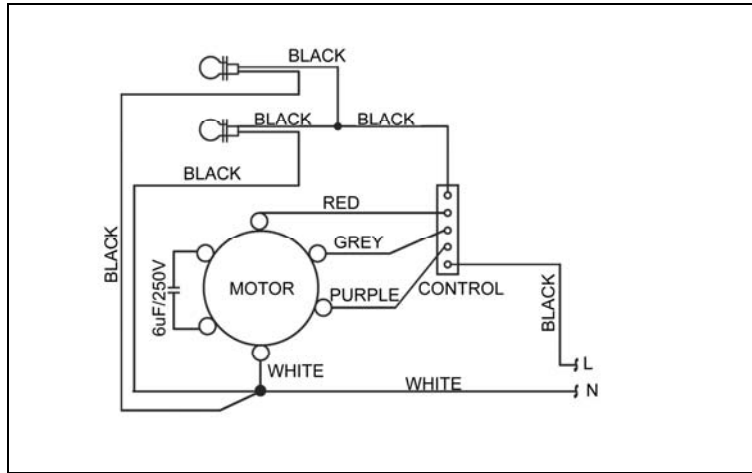 BLACK
BLACK
BLACK
BLACK
RED
GREY
BLACK
6uF/250V
MOTOR
PURPLE
CONTROL
BLACK
WHITE
WHITE
L
N